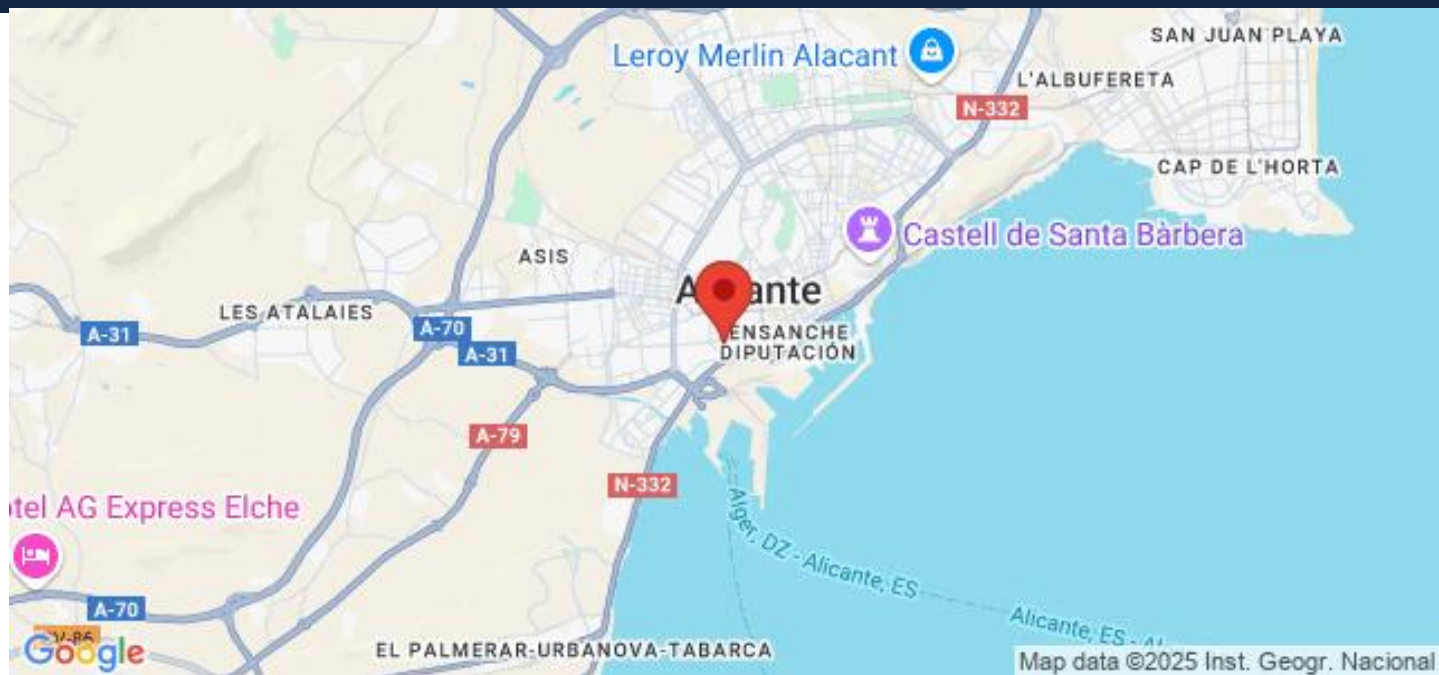 SAN JUAN PLAYA
Leroy Merlin Alacant
L'ALBUFERETA
N-332
CAP DE L'HORTA
Castell de Santa Bàrbera
ASIS
LES ATALAIES
A-31
A-70
A-31
ENSANCHE
DIPUTACIÓN
A-79
N-332
tel AG Express Elche
Alger, DZ - Alicante, ES
A-70
Alicante, ES
EL PALMERAR-URBANOVA-TABARCA
Google
Map data ©2025 Inst. Geogr. Nacional